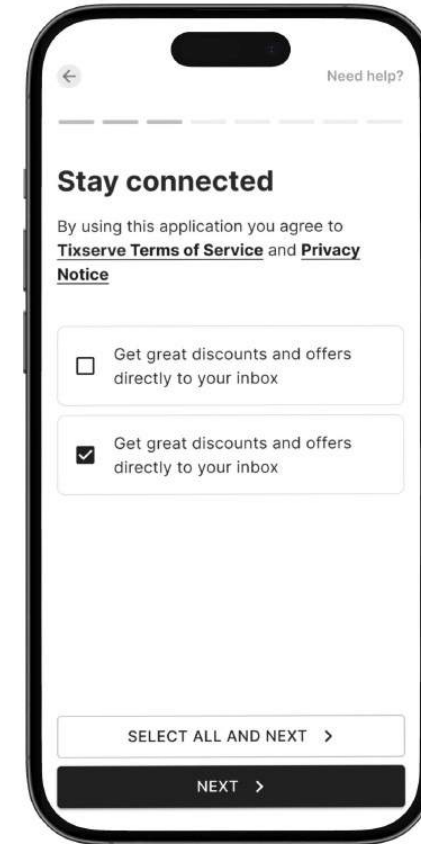 Need help?
Stay connected
By using this application you agree to
Tixserve Terms of Service and Privacy
Notice
Get great discounts and offers
directly to your inbox
Get great discounts and offers
directly to your inbox
SELECT ALL AND NEXT
NEXT